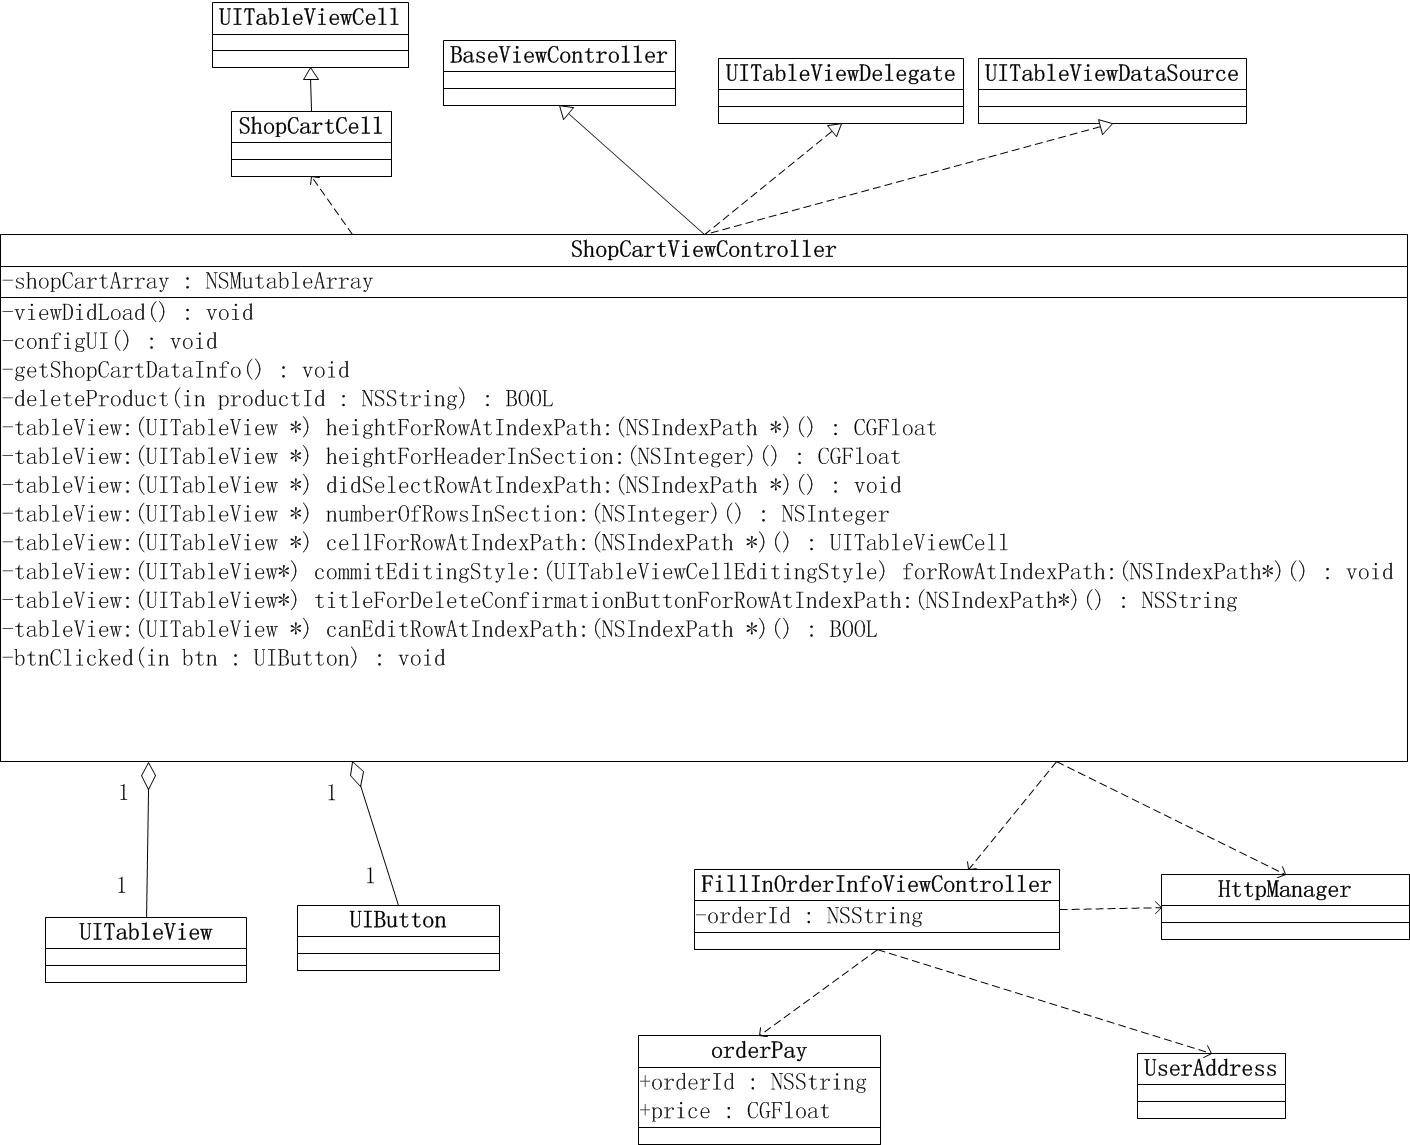 UITableViewCell
BaseViewController
UITableViewDelegate
UITableViewDataSource
ShopCartCell
ShopCartViewController
-shopCartArray : NSMutableArray
-viewDidLoad() : void
-configUI() : void
-getShopCartDataInfo() : void
-deleteProduct(in productId : NSString) : BOOL
-tableView:(UITableView *) heightForRowAtIndexPath:(NSIndexPath *)() : CGFloat
-tableView:(UITableView *) heightForHeaderInSection:(NSInteger)() : CGFloat
-tableView:(UITableView *) didSelectRowAtIndexPath:(NSIndexPath *)() : void
-tableView:(UITableView *) numberOfRowsInSection:(NSInteger)() : NSInteger
-tableView:(UITableView *) cellForRowAtIndexPath:(NSIndexPath *)() : UITableViewCell
-tableView:(UITableView*) commitEditingStyle:(UITableViewCellEditingStyle) forRowAtIndexPath:(NSIndexPath*)() : void
-tableView:(UITableView*) titleForDeleteConfirmationButtonForRowAtIndexPath:(NSIndexPath*)() : NSString
-tableView:(UITableView *) canEditRowAtIndexPath:(NSIndexPath *)() : BOOL
-btnClicked(in btn : UIButton) : void
1
1
1
1
UITableView
UIButton
FillInOrderInfoViewController
-orderId : NSString
HttpManager
orderPay
+orderId : NSString
+price : CGFloat
UserAddress